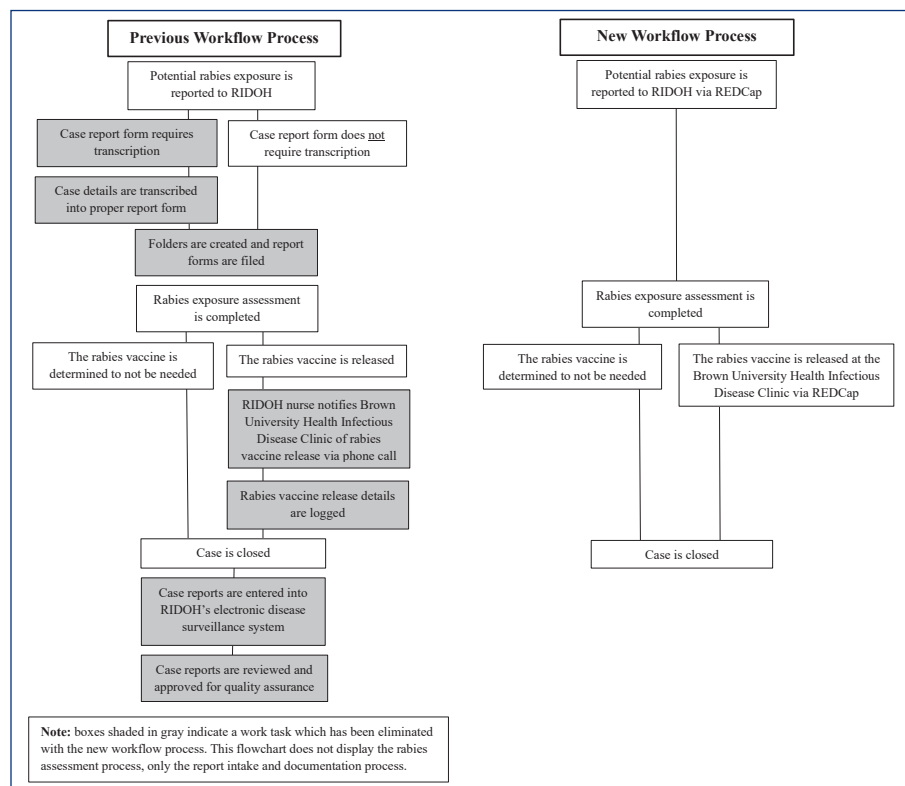 Previous Workflow Process
Potential rabies exposure is
reported to RIDOH
Case report form requires
transcription
Case report form does not
require transcription
Case details are transcribed
into proper report form
Folders are created and report
forms are filed
Rabies exposure assessment
is completed
The rabies vaccine is
determined to not be needed
The rabies vaccine is released
RIDOH nurse notifies Brown
University Health Infectious
Disease Clinic of rabies
vaccine release via phone call
Rabies vaccine release details
are logged
Case is closed
Case reports are entered into
RIDOH's electronic disease
surveillance system
Case reports are reviewed and
approved for quality assurance
New Workflow Process
Potential rabies exposure is
reported to RIDOH via REDCap
Rabies exposure assessment is
completed
The rabies vaccine is
determined to not be needed
The rabies vaccine is released at the
Brown University Health Infectious
Disease Clinic via REDCap
Case is closed
Note: boxes shaded in gray indicate a work task which has been eliminated
with the new workflow process. This flowchart does not display the rabies
assessment process, only the report intake and documentation process.